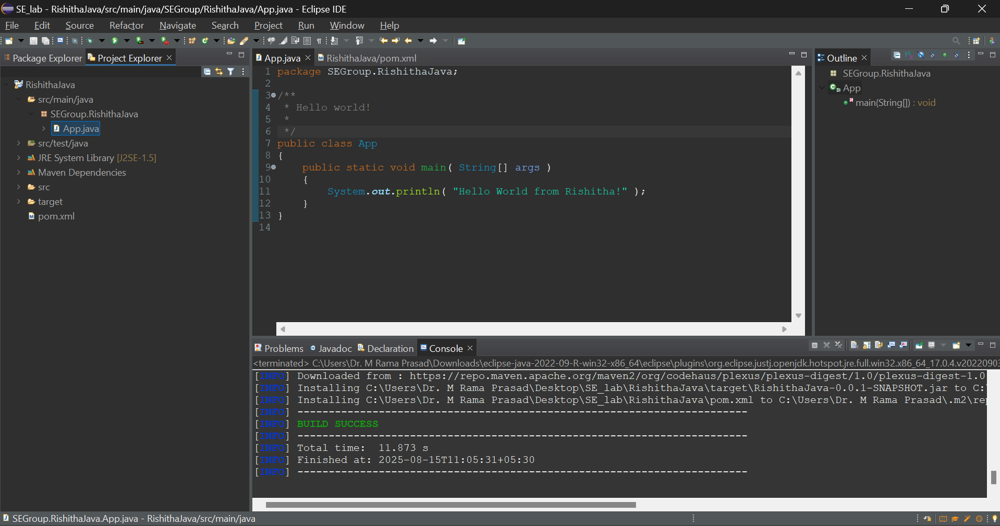 SE_lab - RishithaJava/src/main/java/SEGroup/RishithaJava/App.java - Eclipse IDE
File Edit Source Refactor Navigate Search Project Run Window Help
Package Explorer Project Explorer
RishithaJava
src/main/java
SEGroup.RishithaJava
App.java
src/test/java
JRE System Library [J2SE-1.5]
Maven Dependencies
src
target
pom.xml
App.java RishithaJava/pom.xml
1 package SEGroup.RishithaJava;
2
3 /**
4  * Hello world!
5  *
6  */
7 public class App
8 {
9     public static void main( String[] args )
10     {
11         System.out.println( "Hello World from Rishitha!" );
12     }
13 }
14
Outline
SEGroup.RishithaJava
App
main(String[]) : void
Problems Javadoc Declaration Console
<terminated> C:\Users\Dr. M Rama Prasad\Downloads\eclipse-java-2022-09-R-win32-x86_64\eclipse\plugins\org.eclipse.justj.openjdk.hotspot.jre.full.win32.x86_64_17.0.4.v20220903
[INFO] Downloaded from : https://repo.maven.apache.org/maven2/org/codehaus/plexus/plexus-digest/1.0/plexus-digest-1.0
[INFO] Installing C:\Users\Dr. M Rama Prasad\Desktop\SE_lab\RishithaJava\target\RishithaJava-0.0.1-SNAPSHOT.jar to C:\
[INFO] Installing C:\Users\Dr. M Rama Prasad\Desktop\SE_lab\RishithaJava\pom.xml to C:\Users\Dr. M Rama Prasad\.m2\re
[INFO] ------------------------------------------------------------------------
[INFO] BUILD SUCCESS
[INFO] ------------------------------------------------------------------------
[INFO] Total time:  11.873 s
[INFO] Finished at: 2025-08-15T11:05:31+05:30
[INFO] ------------------------------------------------------------------------
SEGroup.RishithaJava.App.java - RishithaJava/src/main/java